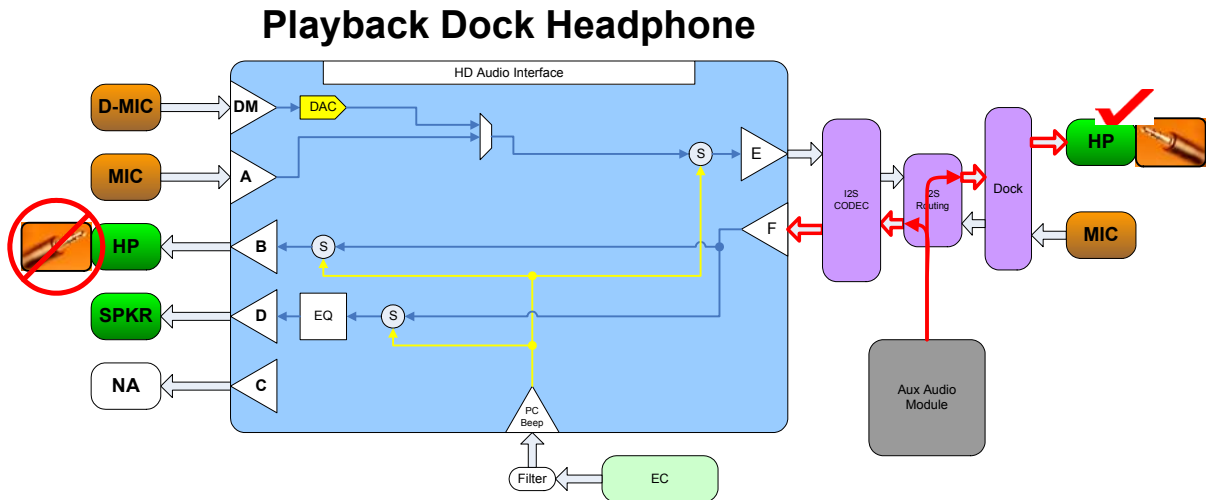 Playback Dock Headphone
HD Audio Interface
D-MIC
DM
DAC
MIC
A
S
E
I2S
CODEC
I2S
Routing
Dock
HP
HP
B
S
F
MIC
SPKR
D
EQ
S
NA
C
PC
Beep
Aux Audio
Module
Filter
EC